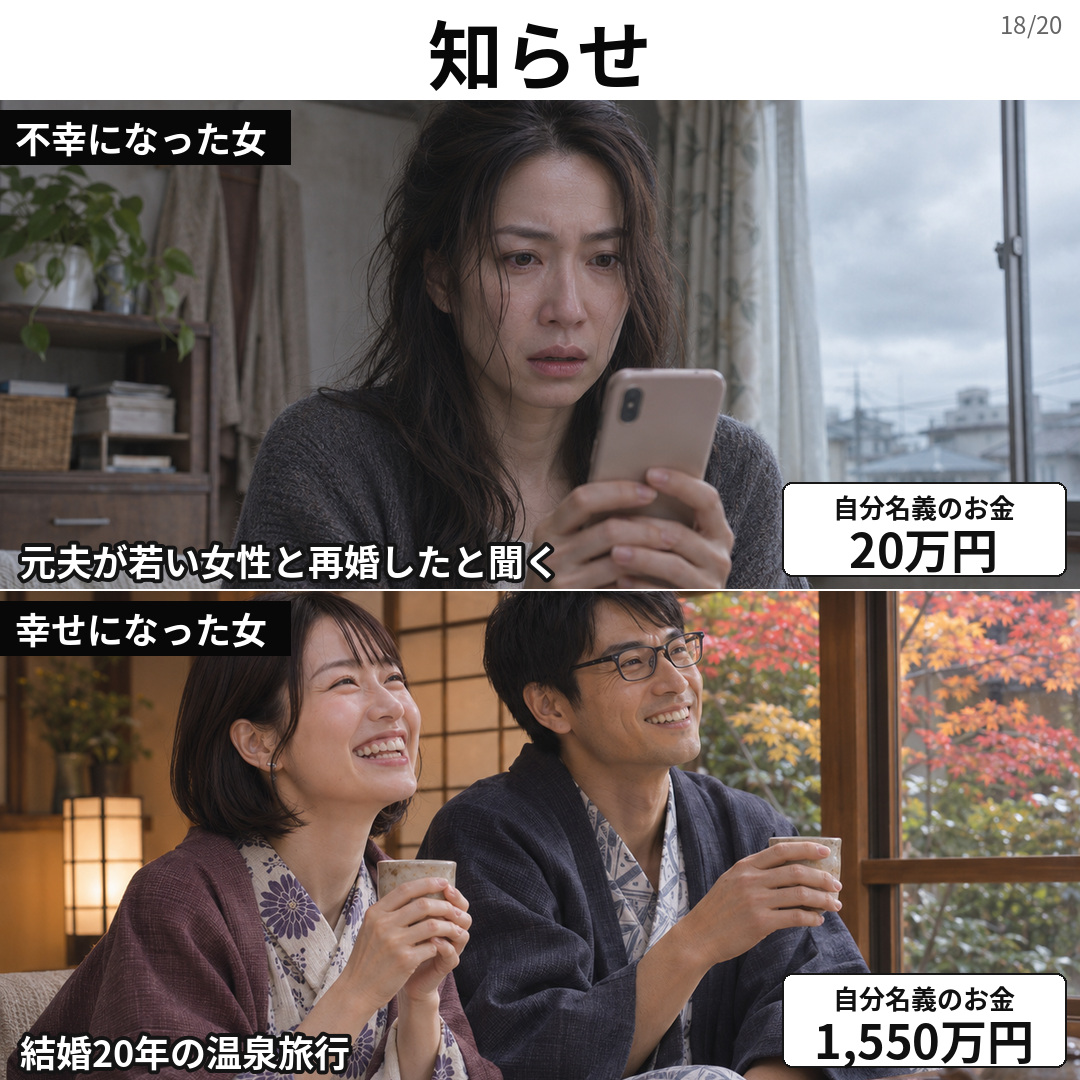 知らせ
18/20
不幸になった女
自分名義のお金
20万円
元夫が若い女性と再婚したと聞く
幸せになった女
自分名義のお金
1,550万円
結婚20年の温泉旅行